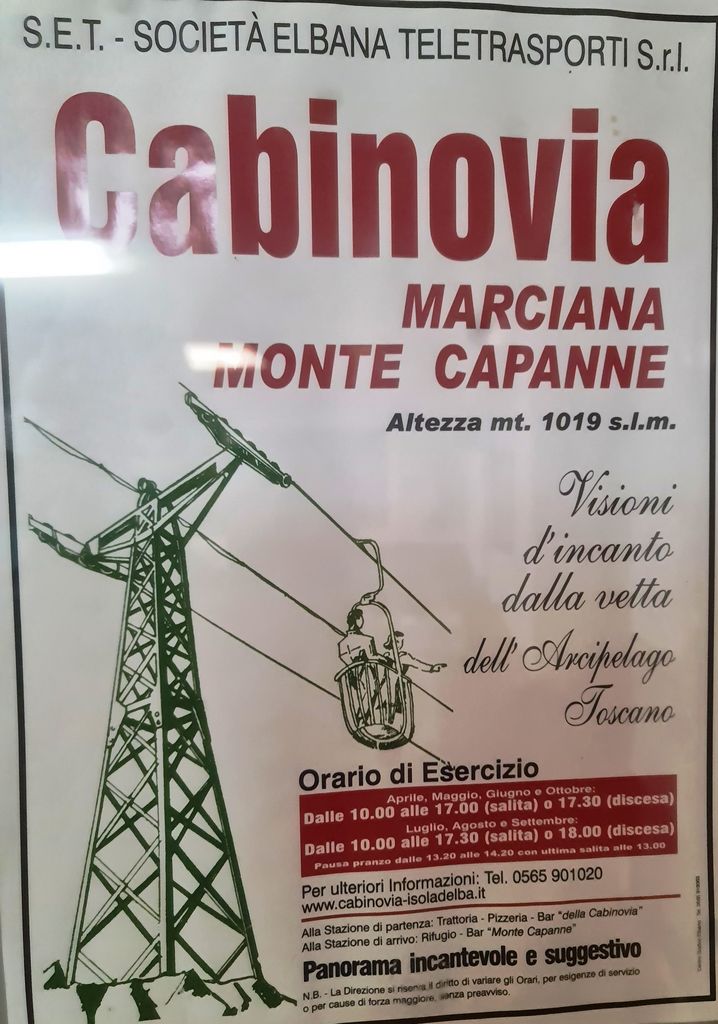 S.E.T. - SOCIETÀ ELBANA TELETRASPORTI S.r.l.
Cabinovia
MARCIANA
MONTE CAPANNE
Altezza mt. 1019 s.l.m.
Visioni
d'incanto
dalla vetta
dell' Arcipelago
Toscano
Orario di Esercizio
Aprile, Maggio, Giugno e Ottobre:
Dalle 10.00 alle 17.00 (salita) o 17.30 (discesa)
Luglio, Agosto e Settembre:
Dalle 10.00 alle 17.30 (salita) o 18.00 (discesa)
Pausa pranzo dalle 13.20 alle 14.20 con ultima salita alle 13.00
Per ulteriori Informazioni: Tel. 0565 901020
www.cabinovia-isoladelba.it
Alla Stazione di partenza: Trattoria - Pizzeria - Bar "della Cabinovia"
Alla Stazione di arrivo: Rifugio - Bar "Monte Capanne"
Panorama incantevole e suggestivo
N.B. - La Direzione si riserva il diritto di variare gli Orari, per esigenze di servizio
o per cause di forza maggiore, senza preavviso.